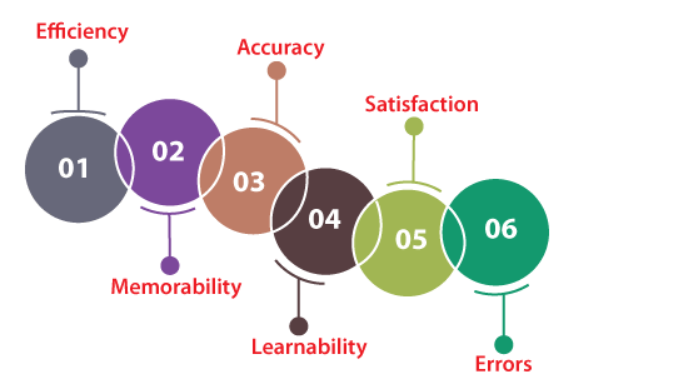 Efficiency
Accuracy
Satisfaction
01
02
03
04
05
06
Memorability
Learnability
Errors